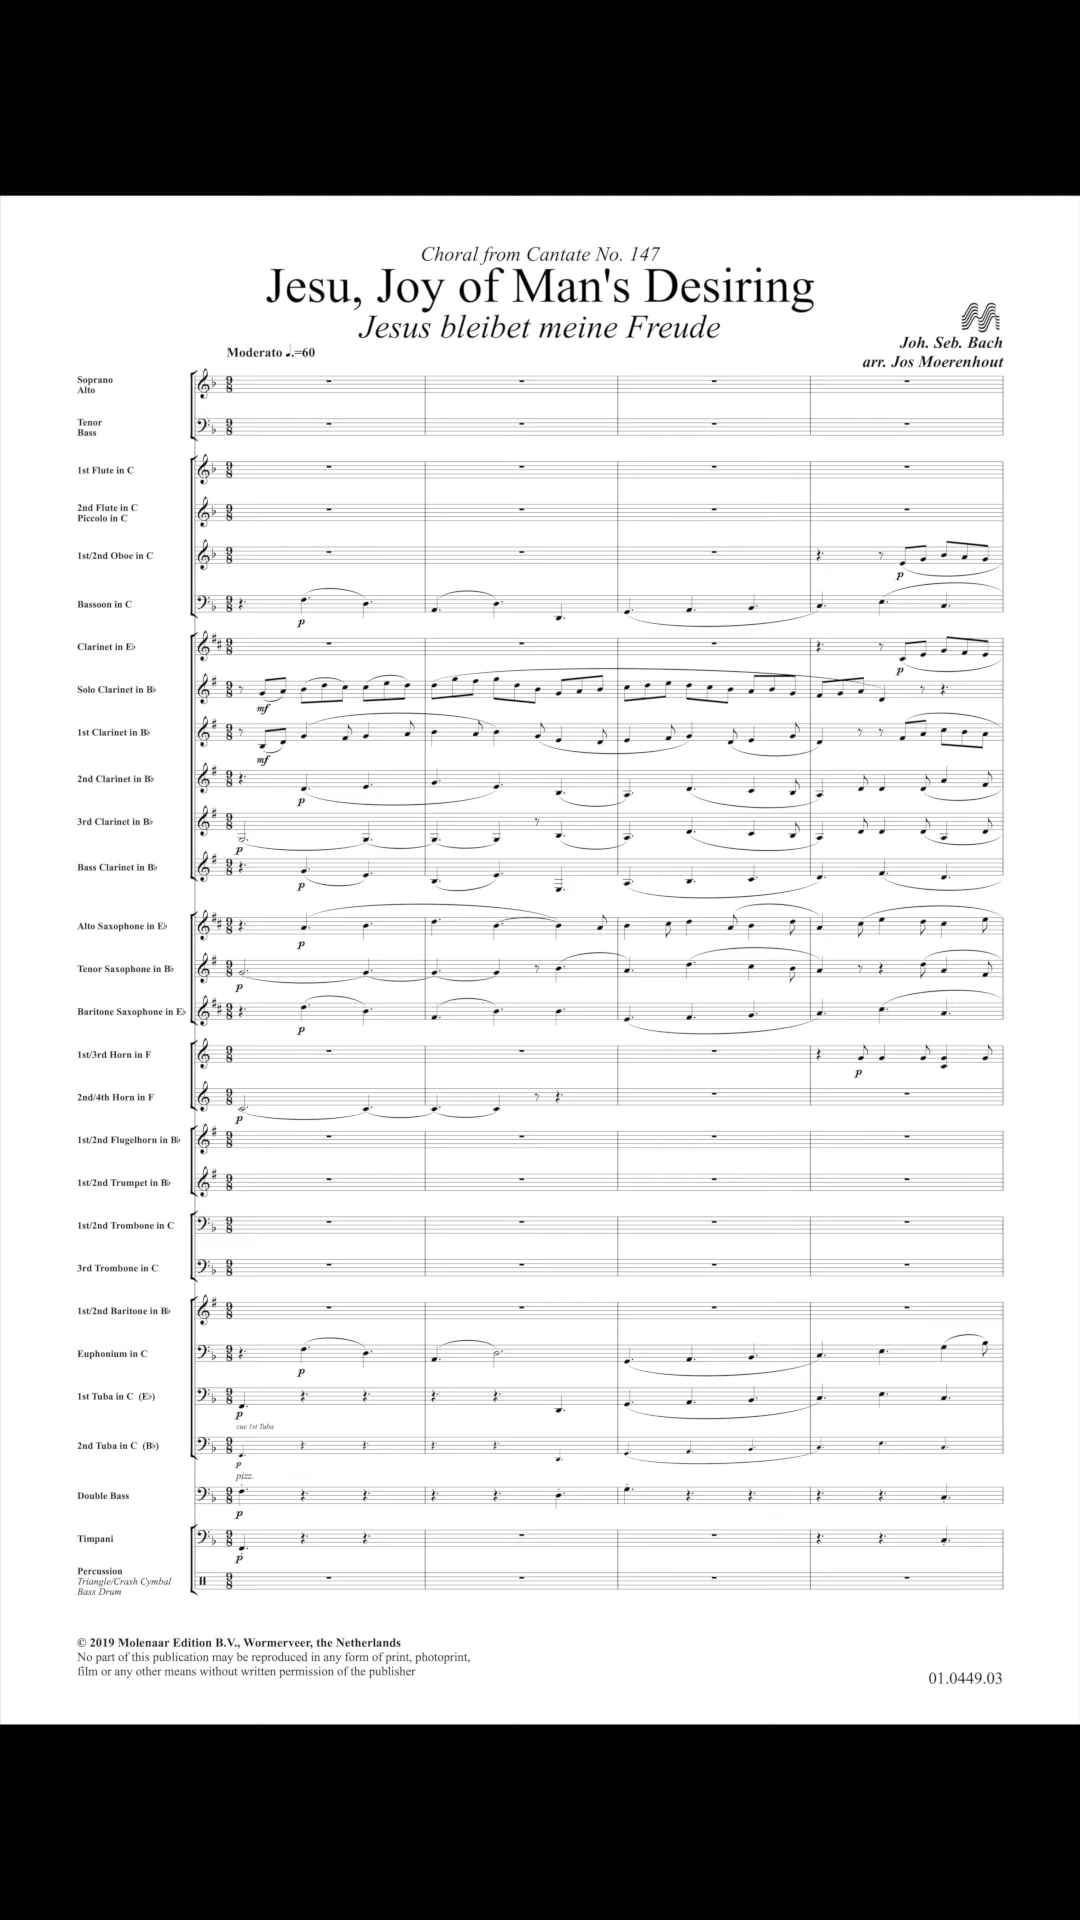 Choral from Cantate No. 147
Jesu, Joy of Man's Desiring
Jesus bleibet meine Freude
Joh. Seb. Bach
arr. Jos Moerenhout
Moderato ♩.=60
Soprano
Alto
Tenor
Bass
1st Flute in C
2nd Flute in C
Piccolo in C
1st/2nd Oboe in C
p
Bassoon in C
p
Clarinet in E♭
p
Solo Clarinet in B♭
mf
1st Clarinet in B♭
mf
2nd Clarinet in B♭
p
3rd Clarinet in B♭
p
Bass Clarinet in B♭
p
Alto Saxophone in E♭
p
Tenor Saxophone in B♭
p
Baritone Saxophone in E♭
p
1st/3rd Horn in F
p
2nd/4th Horn in F
p
1st/2nd Flugelhorn in B♭
1st/2nd Trumpet in B♭
1st/2nd Trombone in C
3rd Trombone in C
1st/2nd Baritone in B♭
Euphonium in C
p
1st Tuba in C (E♭)
p
cue 1st Tuba
2nd Tuba in C (B♭)
p
pizz.
Double Bass
p
Timpani
p
Percussion
Triangle/Crash Cymbal
Bass Drum
© 2019 Molenaar Edition B.V., Wormerveer, the Netherlands
No part of this publication may be reproduced in any form of print, photoprint,
film or any other means without written permission of the publisher
01.0449.03